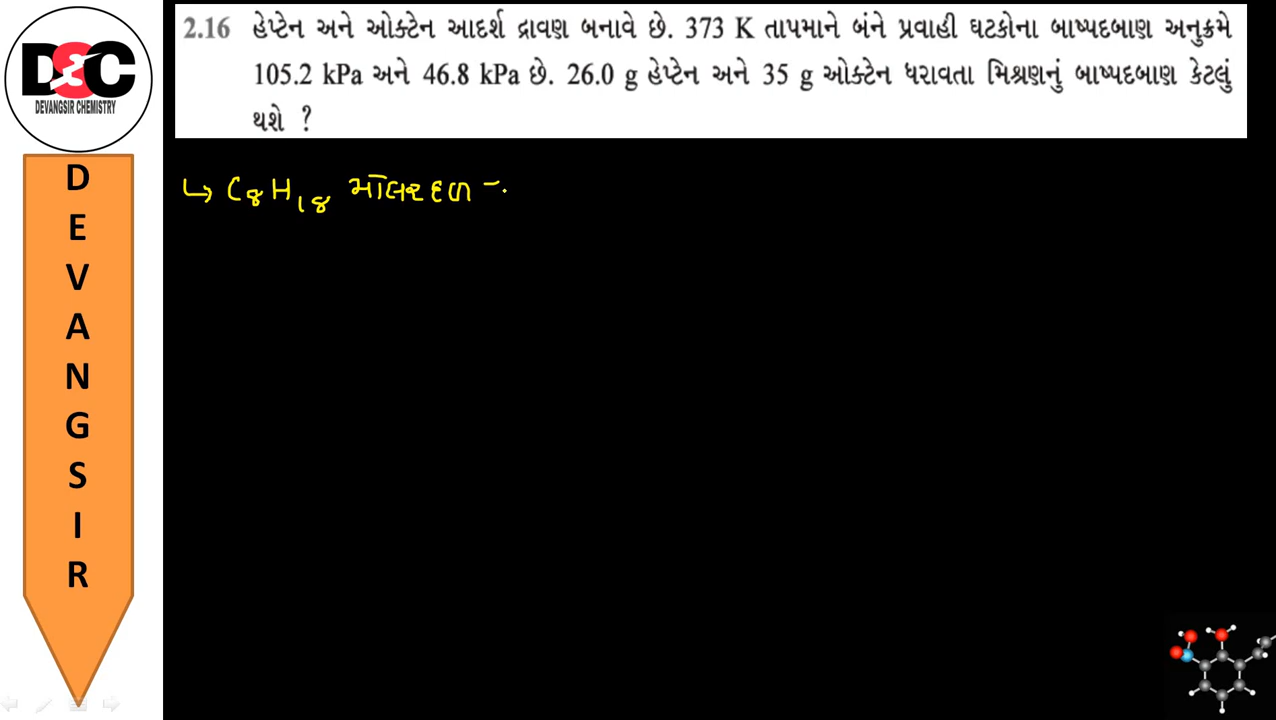 DEC
DEVANGSIR CHEMISTRY
D
E
V
A
N
G
S
I
R
2.16 હેપ્ટેન અને ઓક્ટેન આદર્શ દ્રાવણ બનાવે છે. 373 K તાપમાને બંને પ્રવાહી ઘટકોના બાષ્પદબાણ અનુક્રમે
105.2 kPa અને 46.8 kPa છે. 26.0 g હેપ્ટેન અને 35 g ઓક્ટેન ધરાવતા મિશ્રણનું બાષ્પદબાણ કેટલું
થશે ?
↳ C8H18 મોલરદળ -